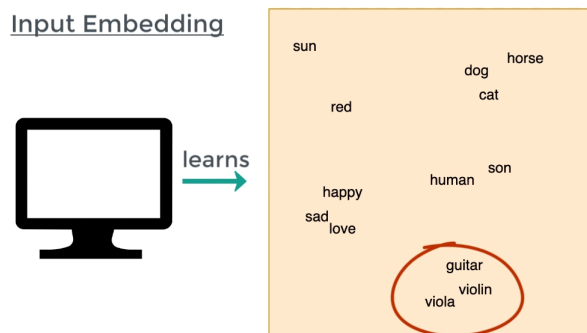 Input Embedding
learns
sun
horse
dog
cat
red
son
human
happy
sad
love
guitar
violin
viola